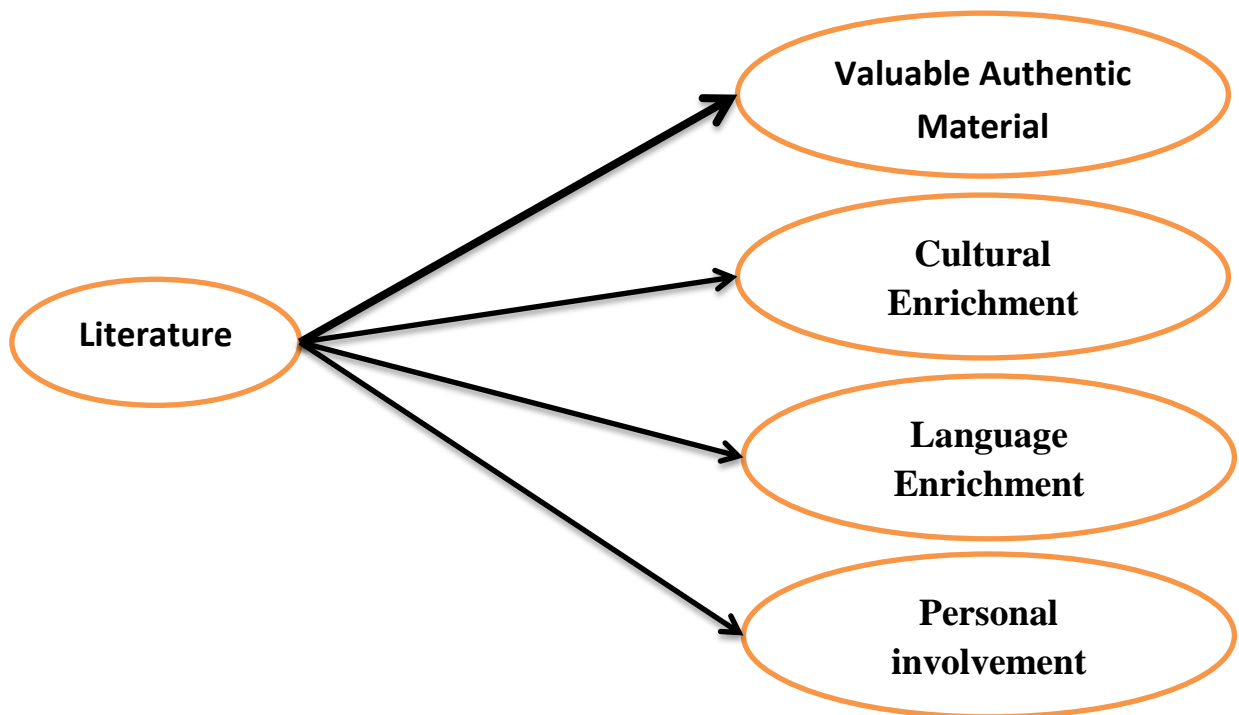 Literature
Valuable Authentic
Material
Cultural
Enrichment
Language
Enrichment
Personal
involvement